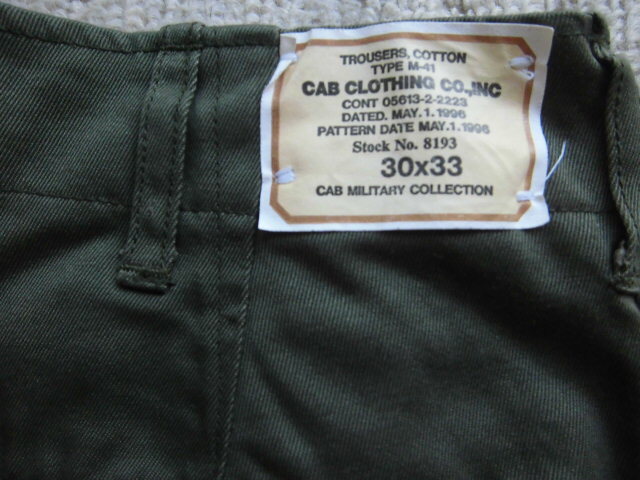 TROUSERS, COTTON
TYPE M-41
CAB CLOTHING CO.,INC
CONT 05613-2-2223
DATED. MAY.1.1996
PATTERN DATE MAY.1.1996
Stock No. 8193
30x33
CAB MILITARY COLLECTION